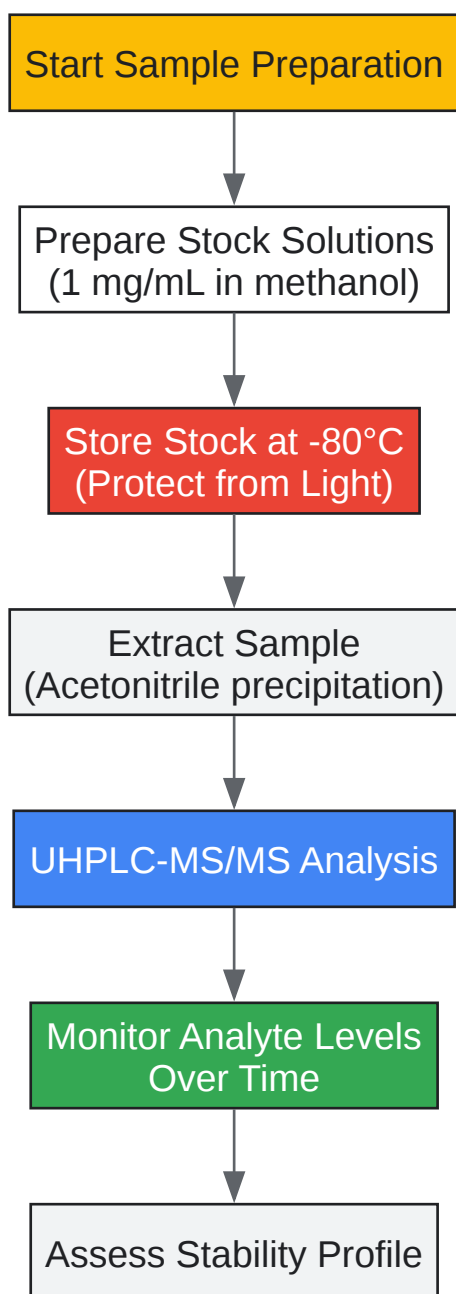 Start Sample Preparation
Prepare Stock Solutions
(1 mg/mL in methanol)
Store Stock at -80°C
(Protect from Light)
Extract Sample
(Acetonitrile precipitation)
UHPLC-MS/MS Analysis
Monitor Analyte Levels
Over Time
Assess Stability Profile